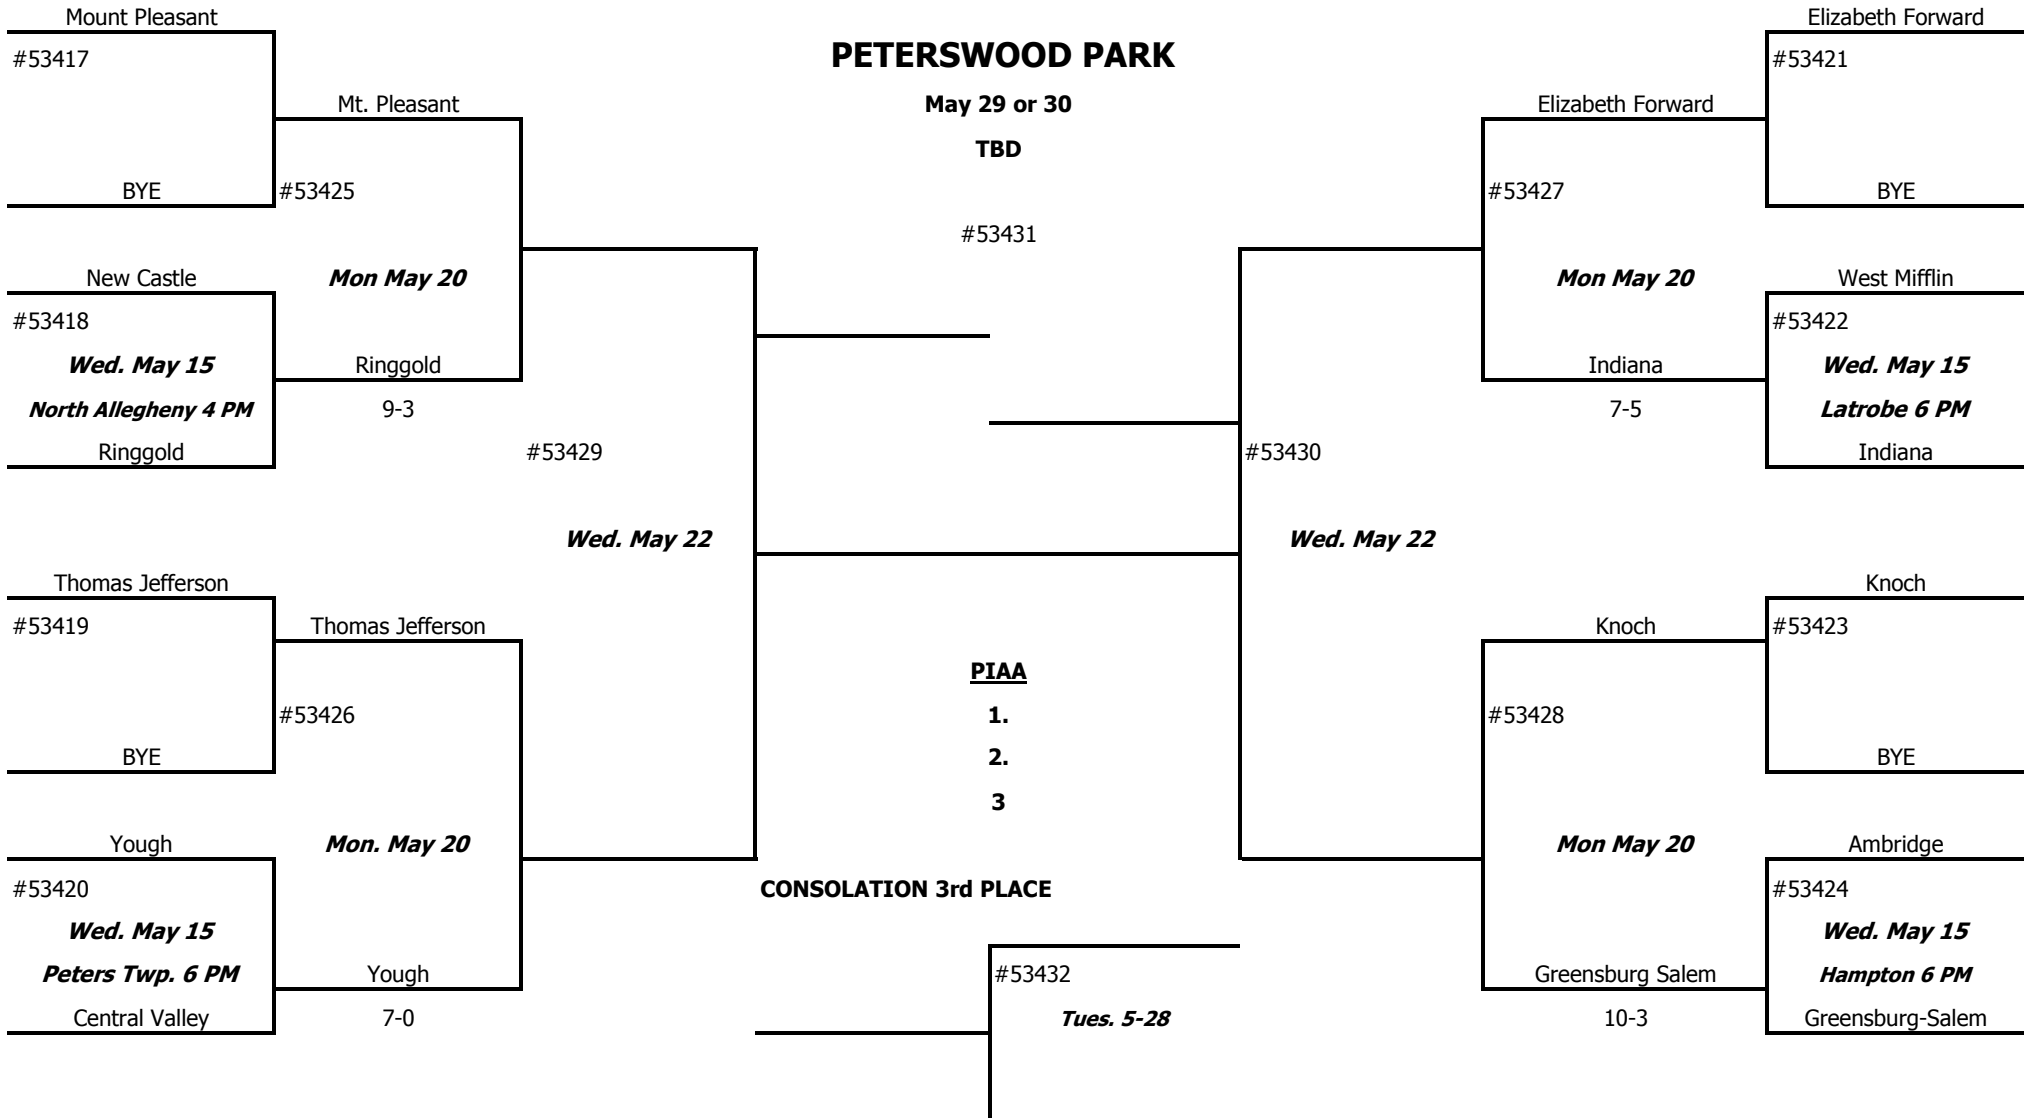 Mount Pleasant
#53417
BYE
New Castle
#53418
Wed. May 15
North Allegheny 4 PM
Ringgold
Thomas Jefferson
#53419
BYE
Yough
#53420
Wed. May 15
Peters Twp. 6 PM
Central Valley
Mt. Pleasant
#53425
Mon May 20
Ringgold
9-3
Thomas Jefferson
#53426
Mon. May 20
Yough
7-0
#53429
Wed. May 22
PETERSWOOD PARK
May 29 or 30
TBD
#53431
PIAA
1.
2.
3
CONSOLATION 3rd PLACE
#53432
Tues. 5-28
#53430
Wed. May 22
Elizabeth Forward
#53427
Mon May 20
Indiana
7-5
Knoch
#53428
Mon May 20
Greensburg Salem
10-3
Elizabeth Forward
#53421
BYE
West Mifflin
#53422
Wed. May 15
Latrobe 6 PM
Indiana
Knoch
#53423
BYE
Ambridge
#53424
Wed. May 15
Hampton 6 PM
Greensburg-Salem